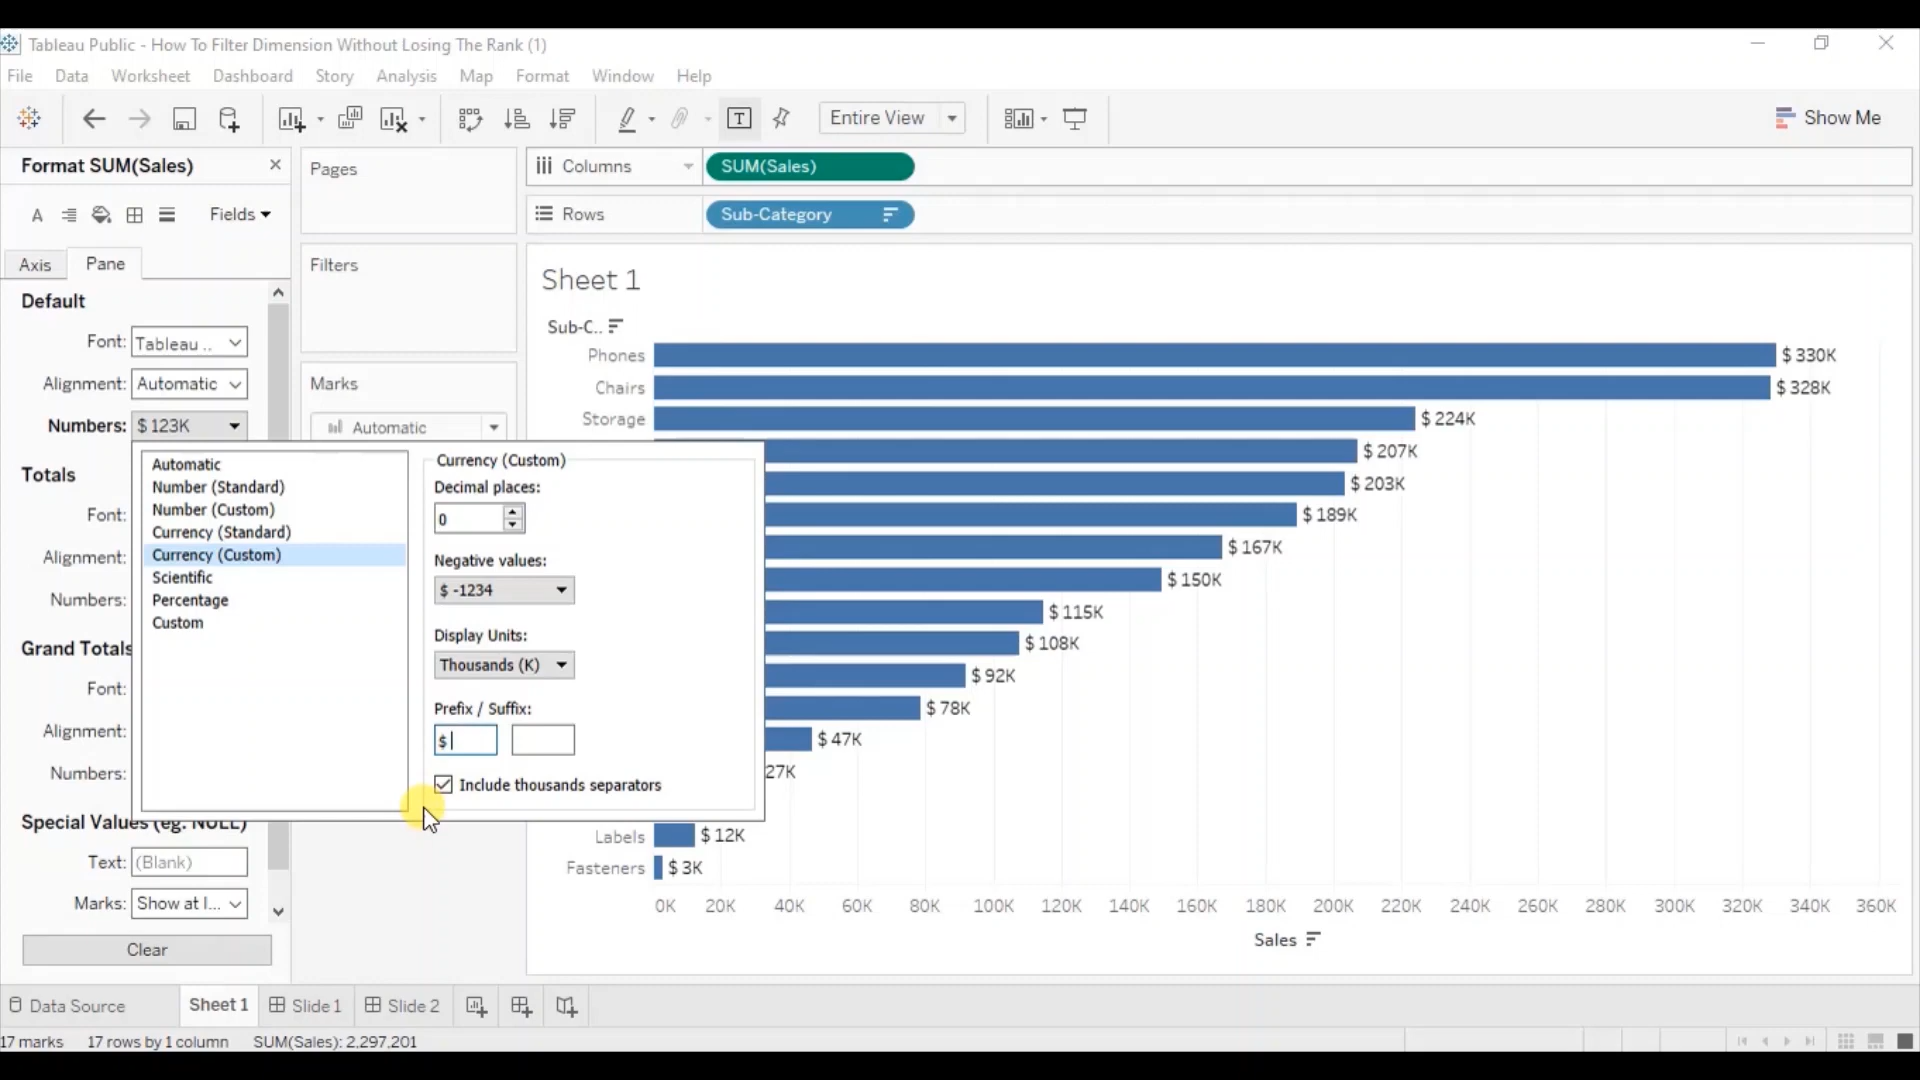 Tableau Public - How To Filter Dimension Without Losing The Rank (1)
File Data Worksheet Dashboard Story Analysis Map Format Window Help
T Entire View Show Me
Format SUM(Sales)
A Fields
Axis Pane
Default
Font: Tableau ..
Alignment: Automatic
Numbers: $ 123K
Totals
Font:
Alignment:
Numbers:
Grand Totals
Font:
Alignment:
Numbers:
Special Values (eg. NULL)
Text: (Blank)
Marks: Show at I...
Clear
Automatic
Number (Standard)
Number (Custom)
Currency (Standard)
Currency (Custom)
Scientific
Percentage
Custom
Currency (Custom)
Decimal places:
0
Negative values:
$ -1234
Display Units:
Thousands (K)
Prefix / Suffix:
$
Include thousands separators
Pages
Filters
Marks
Automatic
Columns SUM(Sales)
Rows Sub-Category
Sheet 1
Sub-C..
Phones $ 330K
Chairs $ 328K
Storage $ 224K
$ 207K
$ 203K
$ 189K
$ 167K
$ 150K
$ 115K
$ 108K
$ 92K
$ 78K
$ 47K
27K
Labels $ 12K
Fasteners $ 3K
0K 20K 40K 60K 80K 100K 120K 140K 160K 180K 200K 220K 240K 260K 280K 300K 320K 340K 360K
Sales
Data Source Sheet 1 Slide 1 Slide 2
17 marks 17 rows by 1 column SUM(Sales): 2,297,201